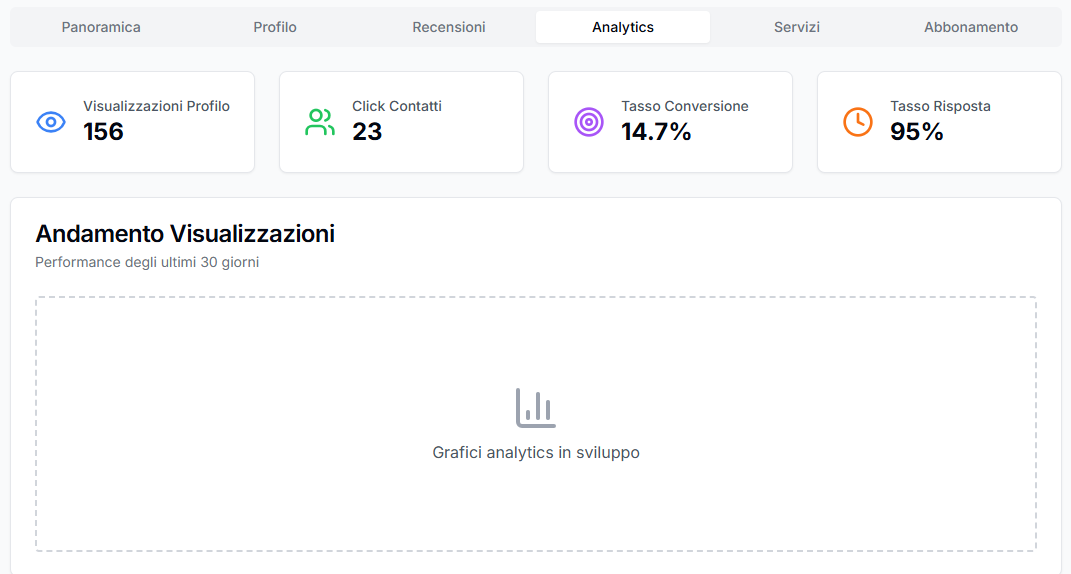 Panoramica
Profilo
Recensioni
Analytics
Servizi
Abbonamento
Visualizzazioni Profilo
156
Click Contatti
23
Tasso Conversione
14.7%
Tasso Risposta
95%
Andamento Visualizzazioni
Performance degli ultimi 30 giorni
Grafici analytics in sviluppo